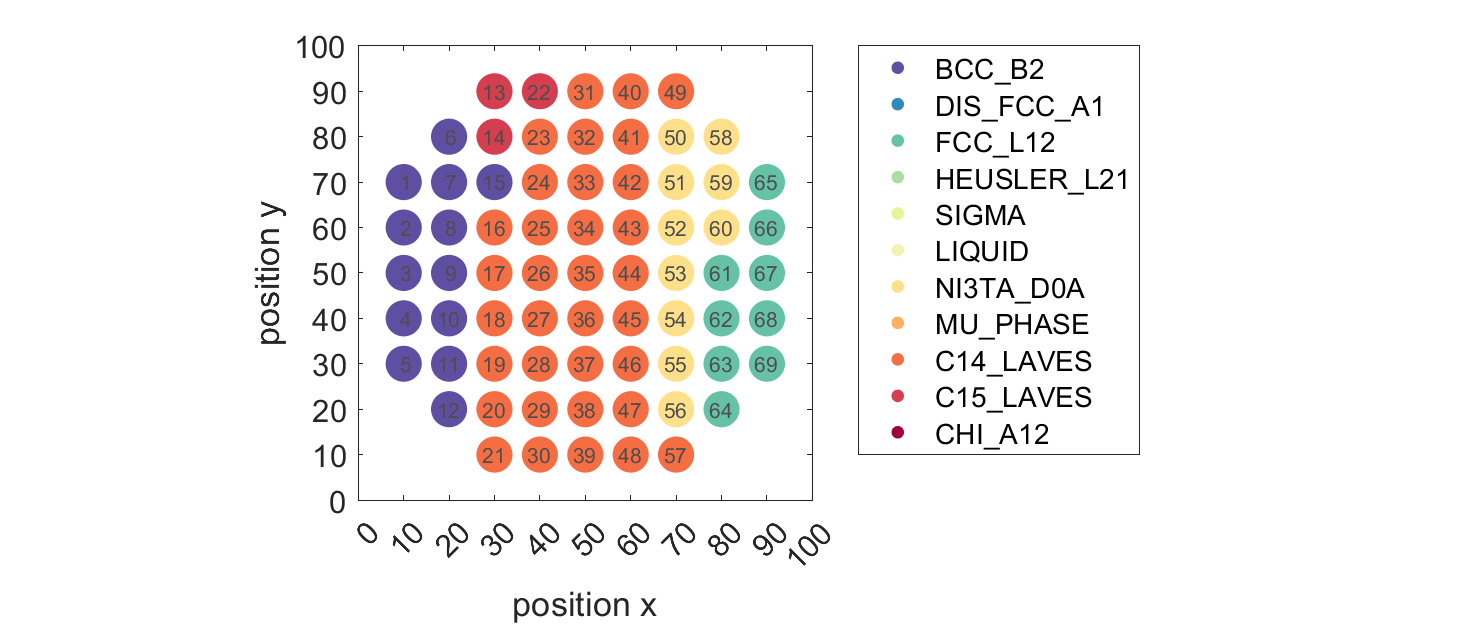 100
90 13 22 31 40 49
80 6 14 23 32 41 50 58
70 1 7 15 24 33 42 51 59 65
60 2 8 16 25 34 43 52 60 66
50 3 9 17 26 35 44 53 61 67
40 4 10 18 27 36 45 54 62 68
30 5 11 19 28 37 46 55 63 69
20 12 20 29 38 47 56 64
10 21 30 39 48 57
0
position y
0 10 20 30 40 50 60 70 80 90 100
position x
BCC_B2
DIS_FCC_A1
FCC_L12
HEUSLER_L21
SIGMA
LIQUID
NI3TA_D0A
MU_PHASE
C14_LAVES
C15_LAVES
CHI_A12